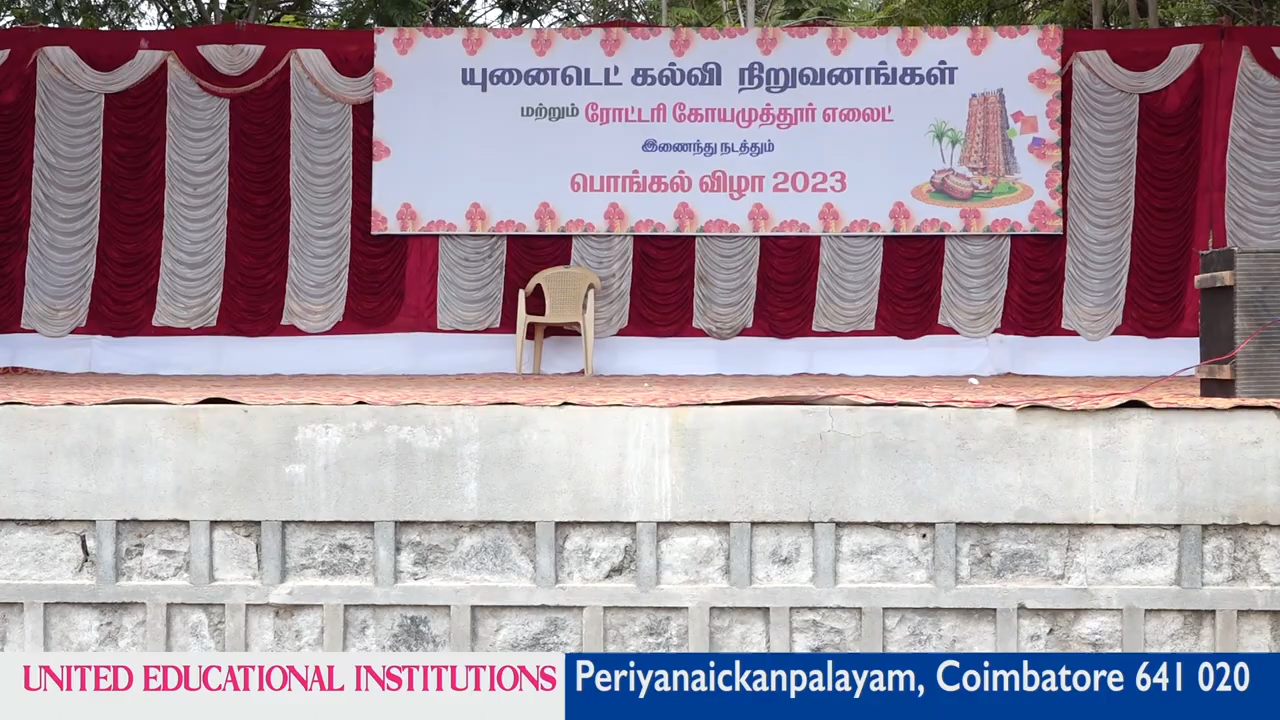 யுனைடெட் கல்வி நிறுவனங்கள்
மற்றும் ரோட்டரி கோயமுத்தூர் எலைட்
இணைந்து நடத்தும்
பொங்கல் விழா 2023
UNITED EDUCATIONAL INSTITUTIONS
Periyanaickanpalayam, Coimbatore 641 020